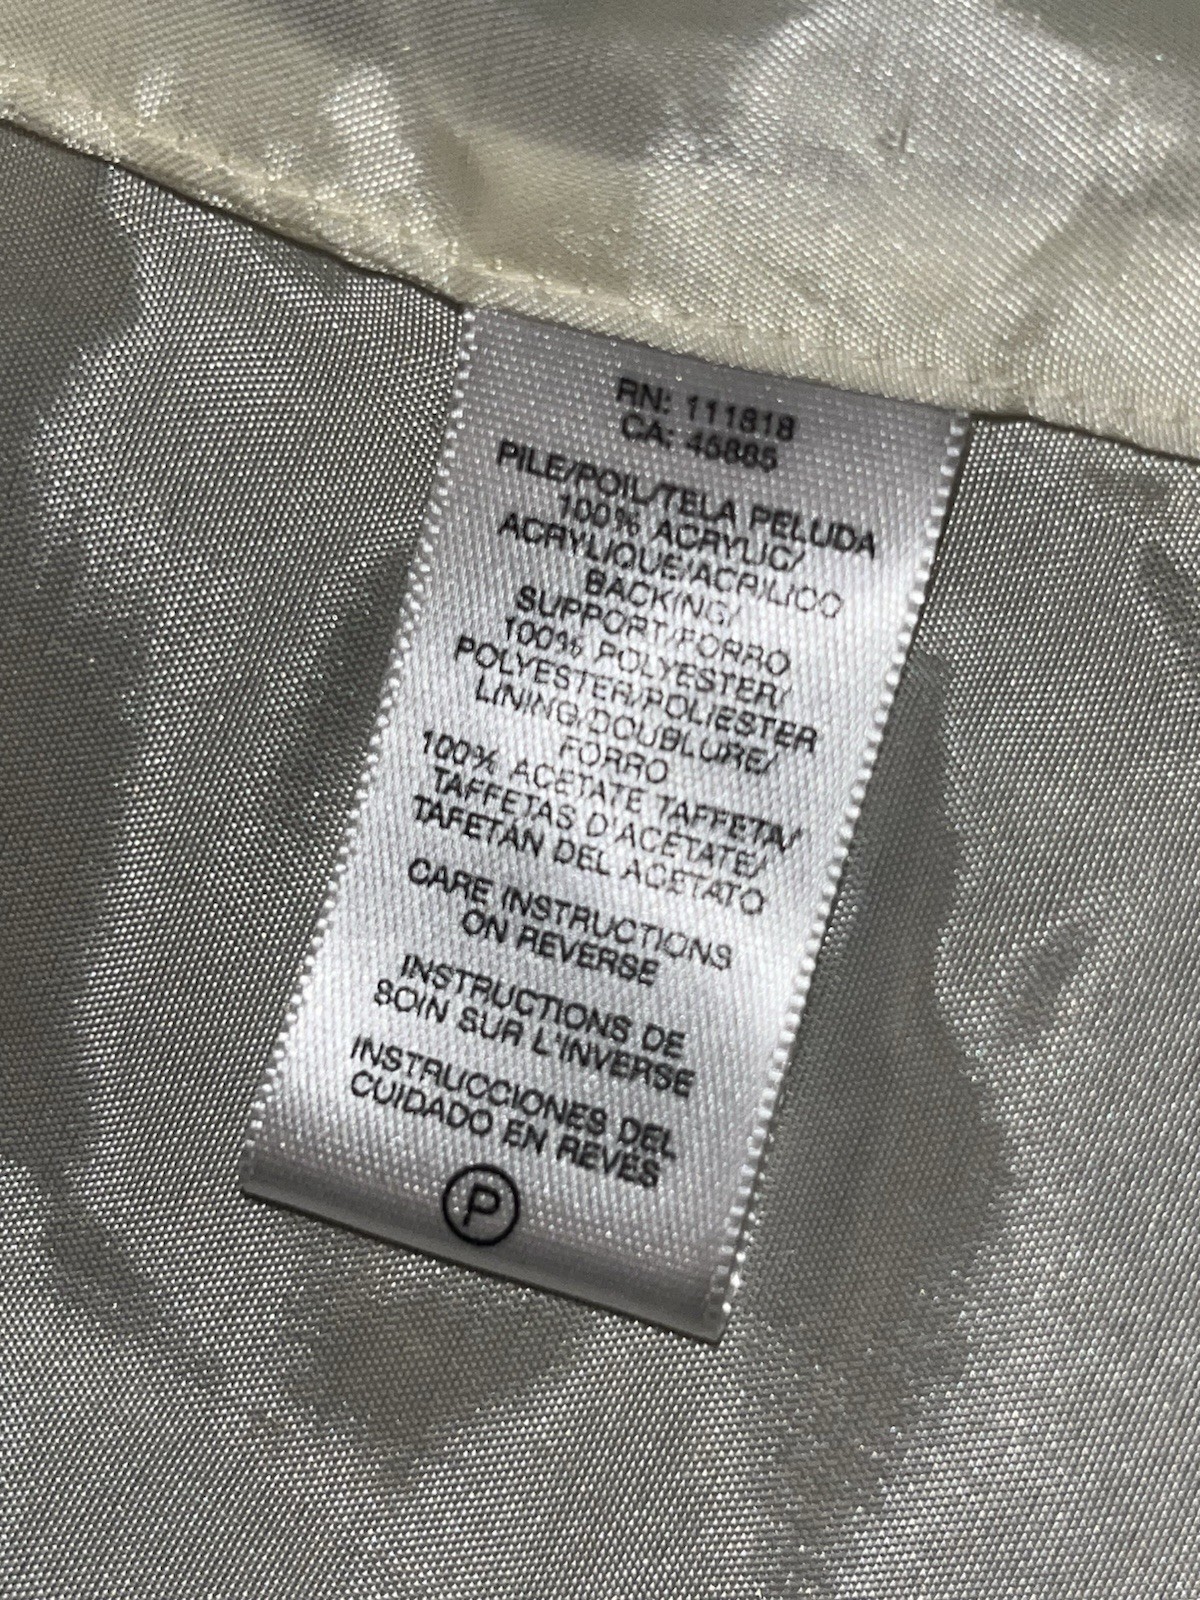 RN: 111818
CA: 45885
PILE/POIL/TELA PELUDA
100% ACRYLIC/
ACRYLIQUE/ACRILICO
BACKING/
SUPPORT/FORRO
100% POLYESTER/
POLYESTER/POLIESTER
LINING/DOUBLURE/
FORRO
100% ACETATE TAFFETA/
TAFFETAS D'ACETATE/
TAFETAN DEL ACETATO
CARE INSTRUCTIONS
ON REVERSE
INSTRUCTIONS DE
SOIN SUR L'INVERSE
INSTRUCCIONES DEL
CUIDADO EN REVES
P